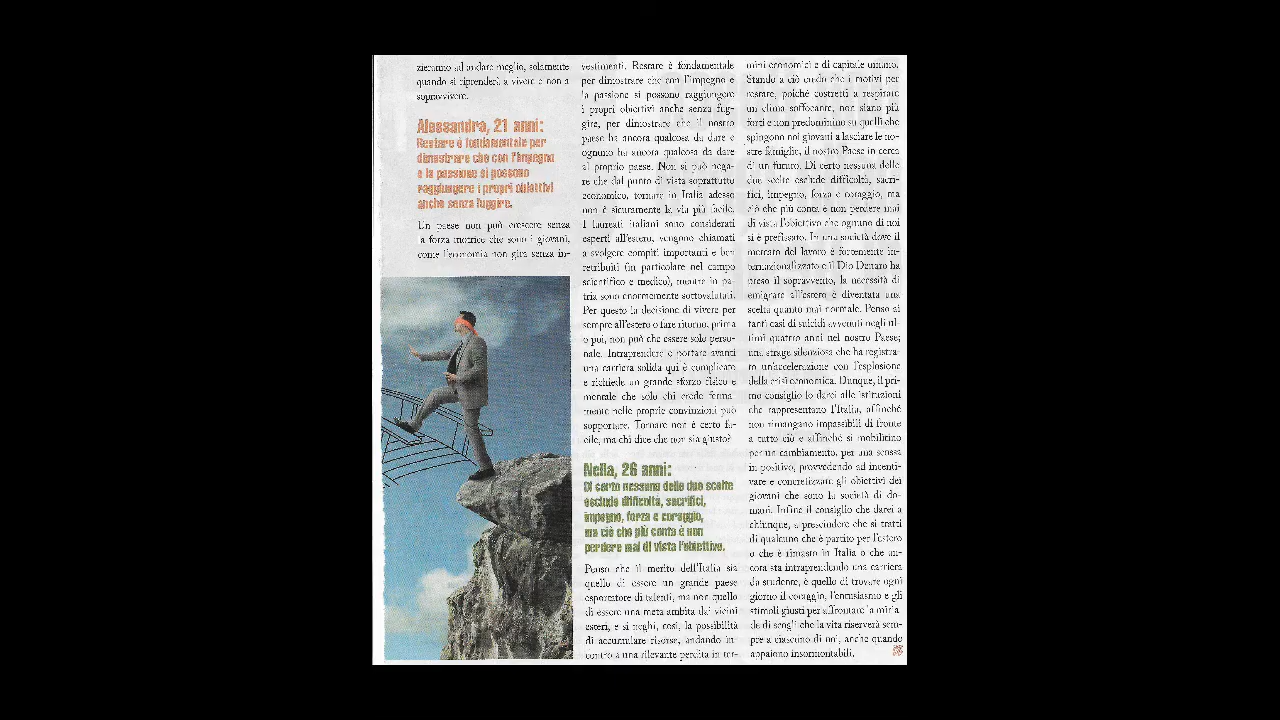 zieranno ad andare meglio, solamente
quando si riprenderà a vivere e non a
sopravvivere.
Alessandro, 21 anni:
Restare è fondamentale per
dimostrare che con l'impegno
e la passione si possono
raggiungere i propri obiettivi
anche senza fuggire.
Un paese non può crescere senza
la forza motrice che sono i giovani,
come l'economia non gira senza in-
vestimenti. Restare è fondamentale
per dimostrare che con l'impegno e
la passione si possono raggiungere
i propri obiettivi anche senza fug-
gire, per dimostrare che il nostro
paese ha ancora qualcosa da dare e
ognuno ha ancora qualcosa da dare
al proprio paese. Non si può nega-
re che dal punto di vista soprattutto
economico, tornare in Italia adesso
non è sicuramente la via più facile.
I laureati italiani sono considerati
esperti all'estero, vengono chiamati
a svolgere compiti importanti e ben
retribuiti (in particolare nel campo
scientifico e medico), mentre in pa-
tria sono enormemente sottovalutati.
Per questo la decisione di vivere per
sempre all'estero o fare ritorno, prima
o poi, non può che essere solo perso-
nale. Intraprendere e portare avanti
una carriera solida qui è complicato
e richiede un grande sforzo fisico e
mentale che solo chi crede ferma-
mente nelle proprie convinzioni può
sopportare. Tornare non è certo fa-
cile, ma chi dice che non sia giusto?
Nella, 26 anni:
Di certo nessuna delle due scelte
esclude difficoltà, sacrifici,
impegno, forza e coraggio,
ma ciò che più conta è non
perdere mai di vista l'obiettivo.
Penso che il merito dell'Italia sia
quello di essere un grande paese
esportatore di talenti, ma non quello
di essere una meta ambita dai vicini
esteri, e si neghi, così, la possibilità
di accumulare risorse, andando in-
contro a una rilevante perdita in ter-
mini economici e di capitale umano.
Stando a ciò credo che i motivi per
restare, poiché costretti a respirare
un clima soffocante, non siano più
forti e non predominino su quelli che
spingono noi giovani a lasciare le no-
stre famiglie, il nostro Paese in cerca
di un futuro. Di certo nessuna delle
due scelte esclude difficoltà, sacri-
fici, impegno, forza e coraggio, ma
ciò che più conta è non perdere mai
di vista l'obiettivo che ognuno di noi
si è prefissato. In una società dove il
mercato del lavoro è fortemente in-
ternazionalizzato e il Dio Denaro ha
preso il sopravvento, la necessità di
emigrare all'estero è diventata una
scelta quanto mai normale. Penso ai
tanti casi di suicidi avvenuti negli ul-
timi quattro anni nel nostro Paese;
una strage silenziosa che ha registra-
to un'accelerazione con l'esplosione
della crisi economica. Dunque, il pri-
mo consiglio lo darei alle istituzioni
che rappresentano l'Italia, affinché
non rimangano impassibili di fronte
a tutto ciò e affinché si mobilitino
per un cambiamento, per una scossa
in positivo, provvedendo ad incenti-
vare e concretizzare gli obiettivi dei
giovani che sono la società di do-
mani. Infine il consiglio che darei a
chiunque, a prescindere che si tratti
di qualcuno che è partito per l'estero
o che è rimasto in Italia o che an-
cora sta intraprendendo una carriera
da studente, è quello di trovare ogni
giorno il coraggio, l'entusiasmo e gli
stimoli giusti per affrontare la miria-
de di scogli che la vita riserverà sem-
pre a ciascuno di noi, anche quando
appaiono insormontabili.